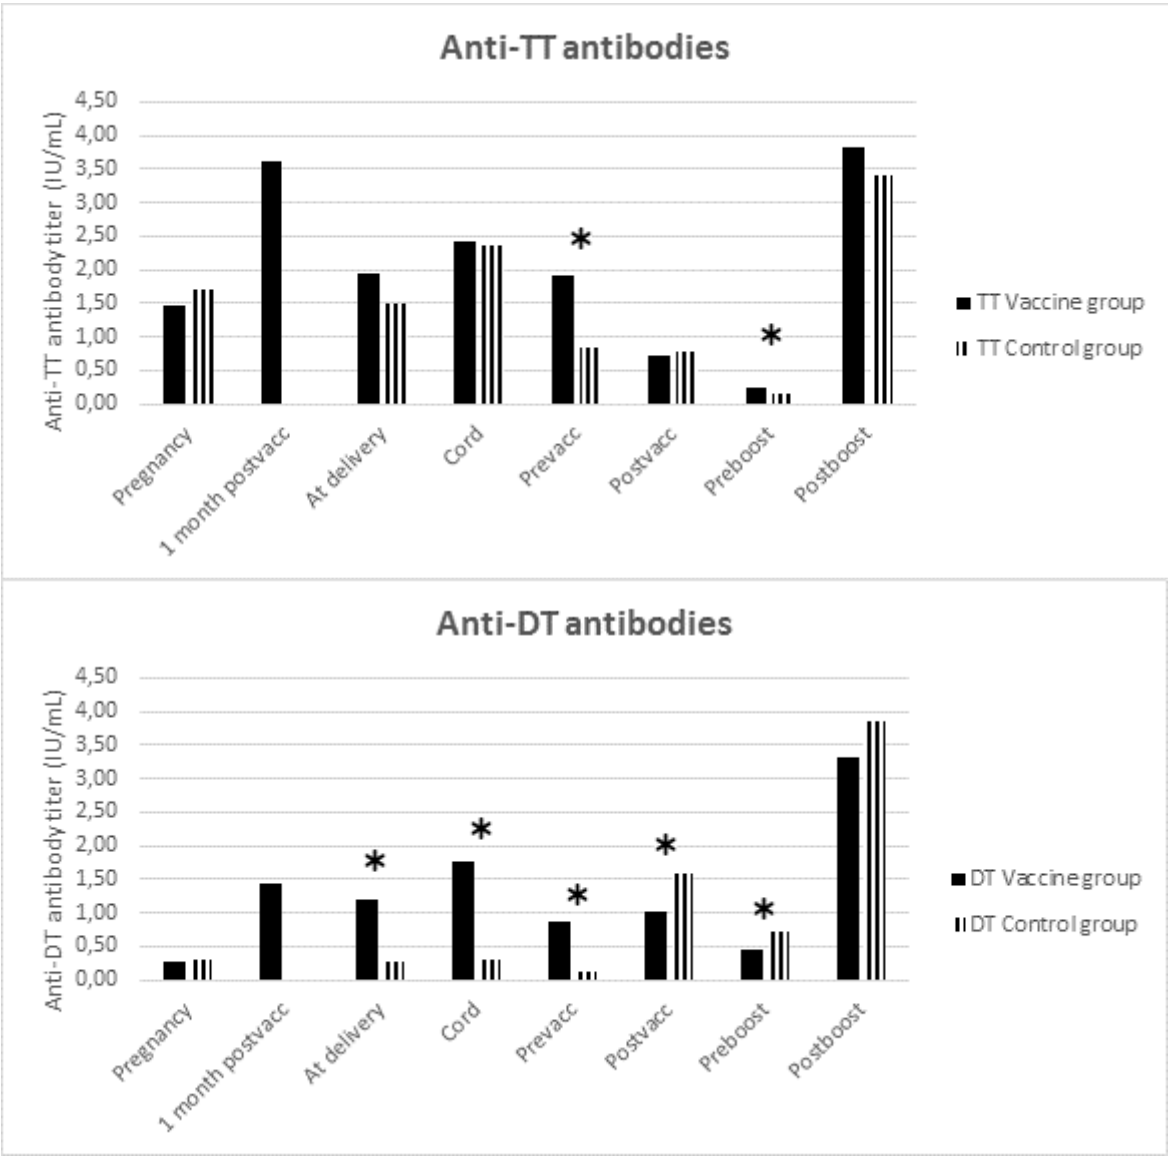 Anti-TT antibodies
Anti-TT antibody titer (IU/mL)
4,50
4,00
3,50
3,00
2,50
2,00
1,50
1,00
0,50
0,00
*
*
Pregnancy
1 month postvacc
At delivery
Cord
Prevacc
Postvacc
Preboost
Postboost
TT Vaccine group
TT Control group
Anti-DT antibodies
Anti-DT antibody titer (IU/mL)
4,50
4,00
3,50
3,00
2,50
2,00
1,50
1,00
0,50
0,00
*
*
*
*
*
Pregnancy
1 month postvacc
At delivery
Cord
Prevacc
Postvacc
Preboost
Postboost
DT Vaccine group
DT Control group